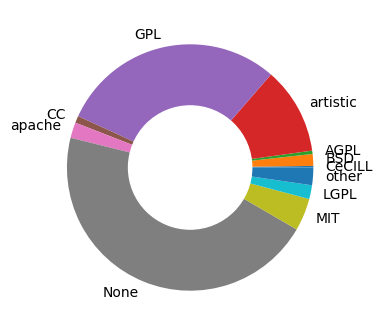 GPL
artistic
CC
apache
AGPL
BSD
CeCILL
other
LGPL
MIT
None